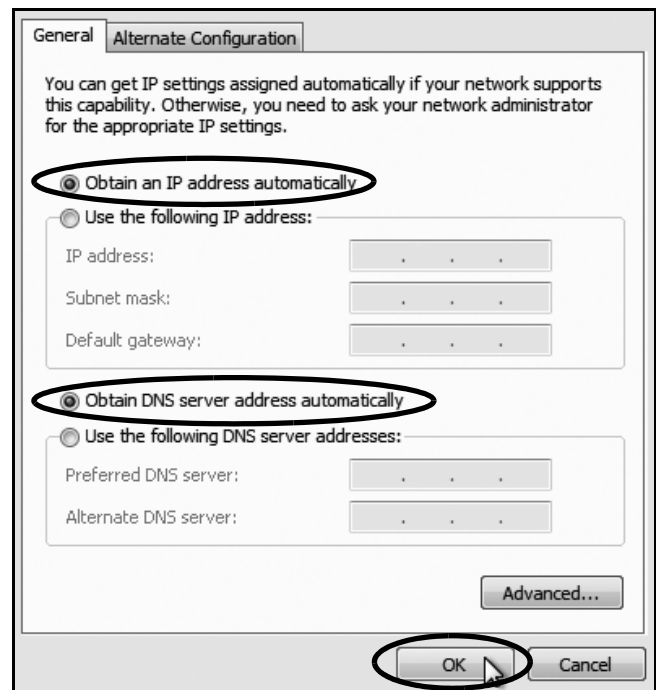 General
Alternate Configuration
You can get IP settings assigned automatically if your network supports
this capability. Otherwise, you need to ask your network administrator
for the appropriate IP settings.
Obtain an IP address automatically
Use the following IP address:
IP address:
Subnet mask:
Default gateway:
Obtain DNS server address automatically
Use the following DNS server addresses:
Preferred DNS server:
Alternate DNS server:
Advanced...
OK
Cancel